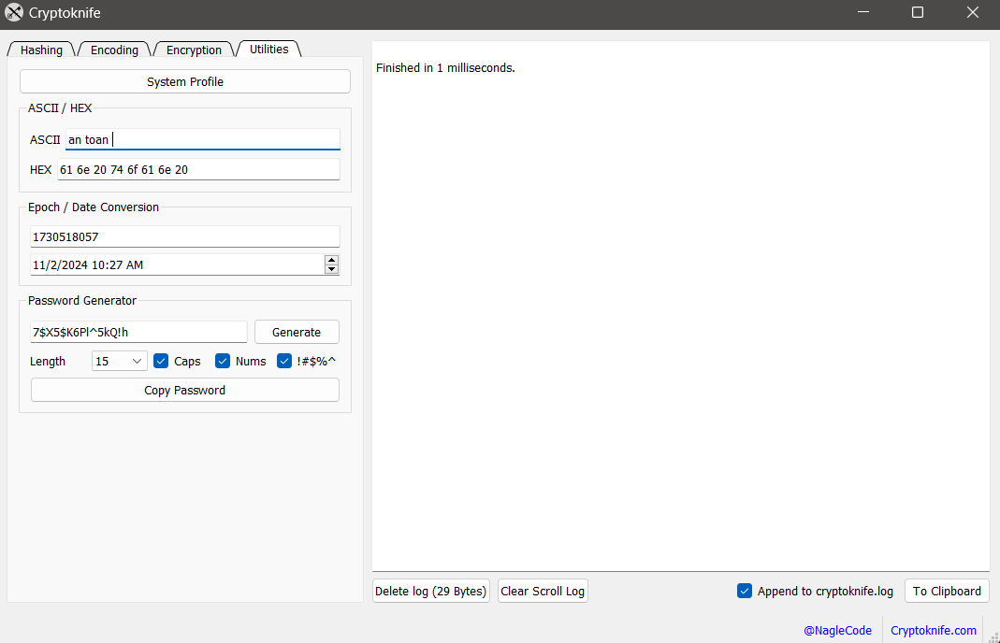 Cryptoknife
Hashing Encoding Encryption Utilities
System Profile
ASCII / HEX
ASCII an toan
HEX 61 6e 20 74 6f 61 6e 20
Epoch / Date Conversion
1730518057
11/2/2024 10:27 AM
Password Generator
7$X5$K6Pl^5kQ!h Generate
Length 15 Caps Nums !#$%^
Copy Password
Finished in 1 milliseconds.
Delete log (29 Bytes) Clear Scroll Log Append to cryptoknife.log To Clipboard
@NagleCode Cryptoknife.com